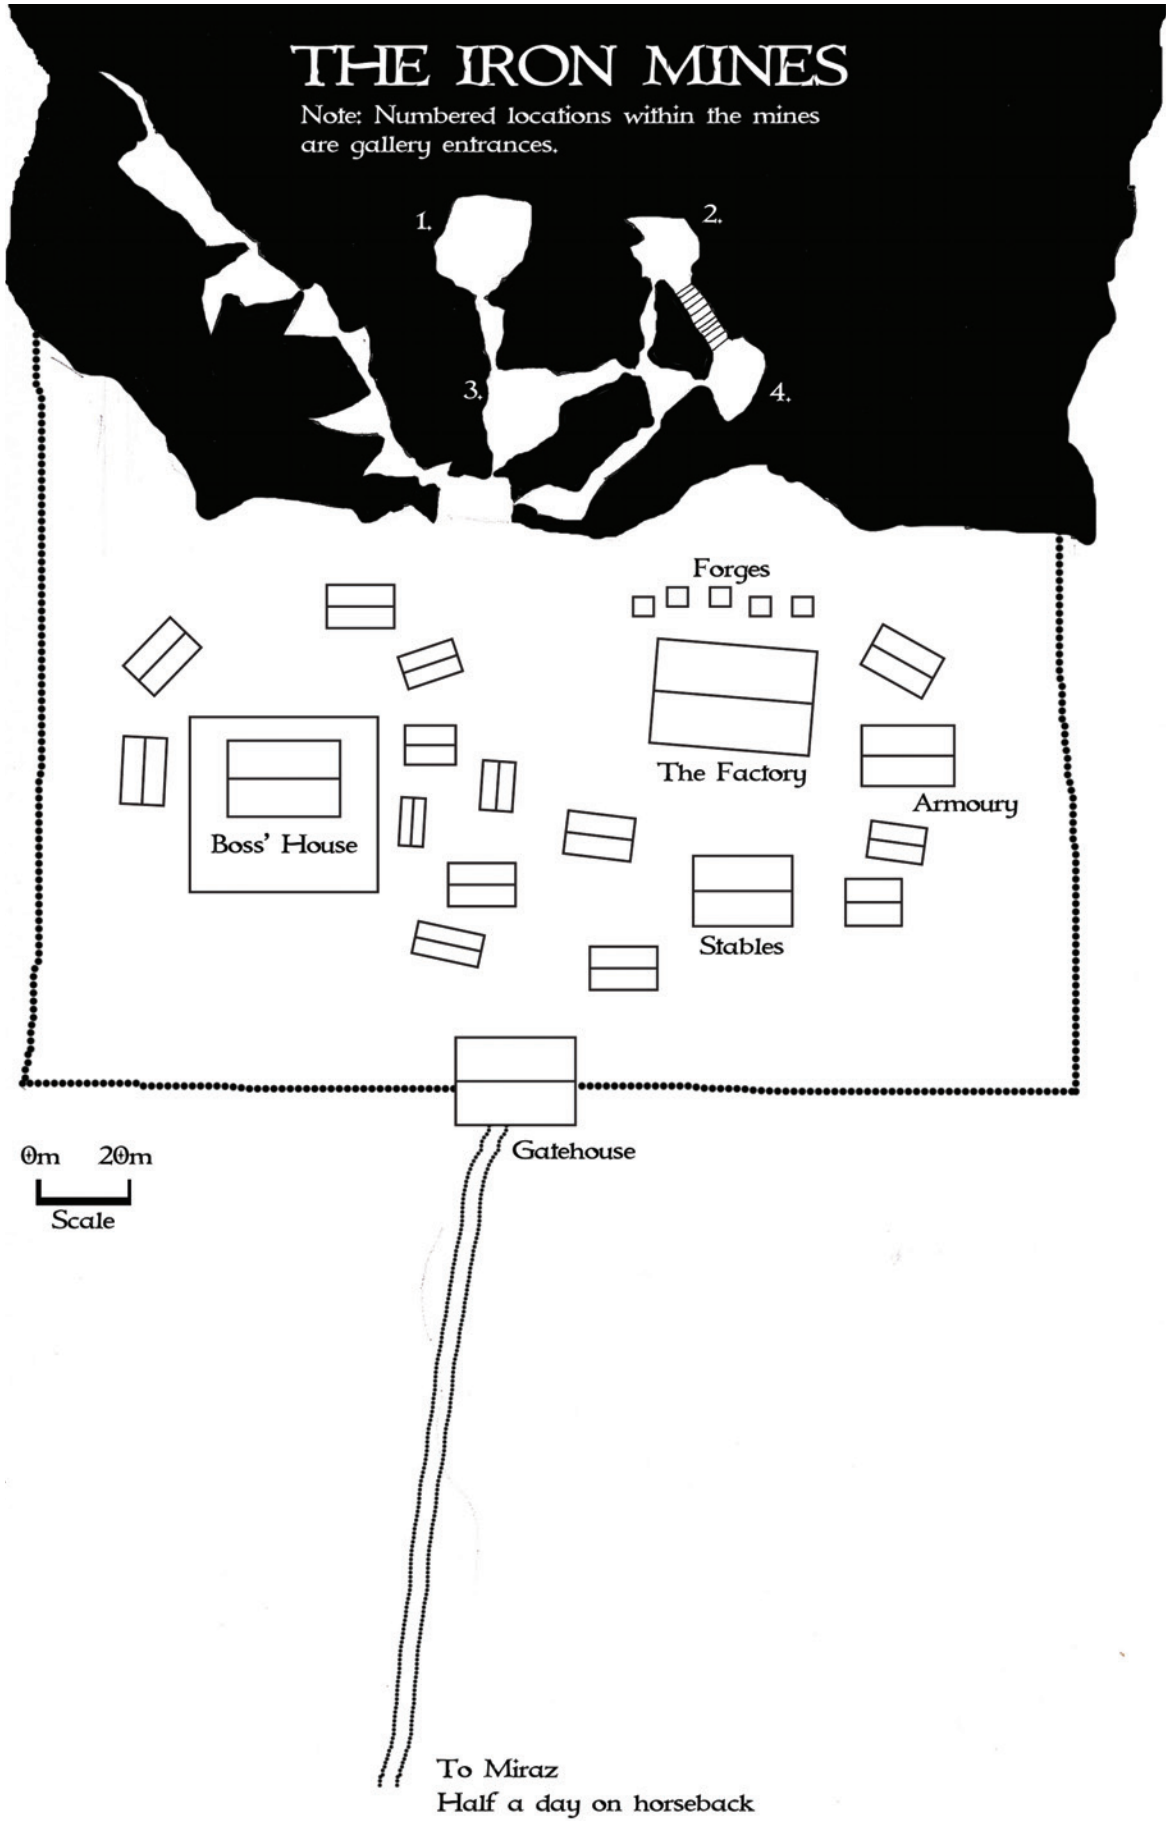 THE IRON MINES
Note: Numbered locations within the mines
are gallery entrances.
1.
2.
3.
4.
Forges
The Factory
Armoury
Boss' House
Stables
Gatehouse
0m 20m
Scale
To Miraz
Half a day on horseback